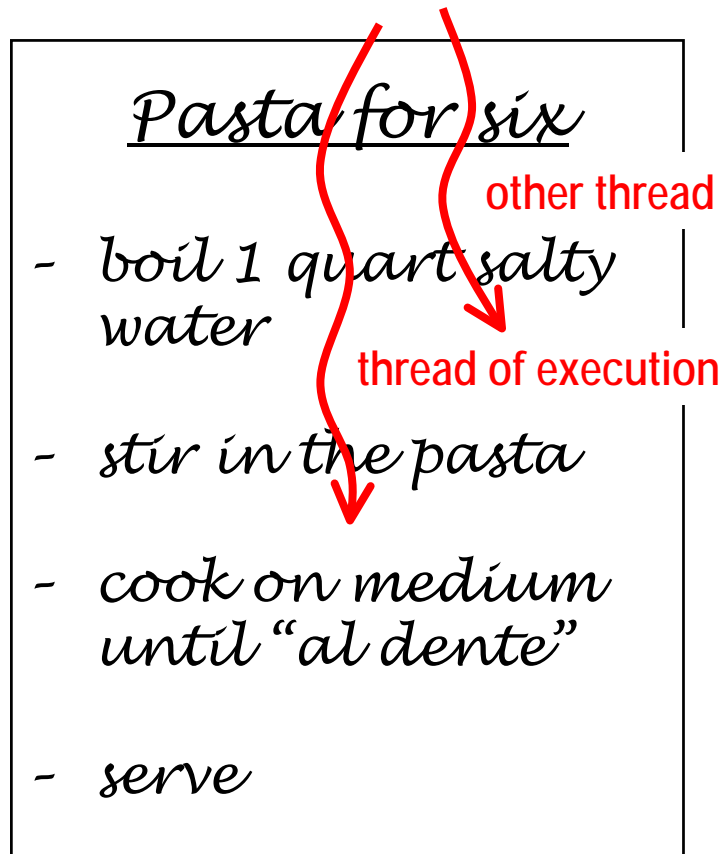 Pasta for six
other thread
- boil 1 quart salty
water
thread of execution
- stir in the pasta
- cook on medium
until “al dente”
- serve